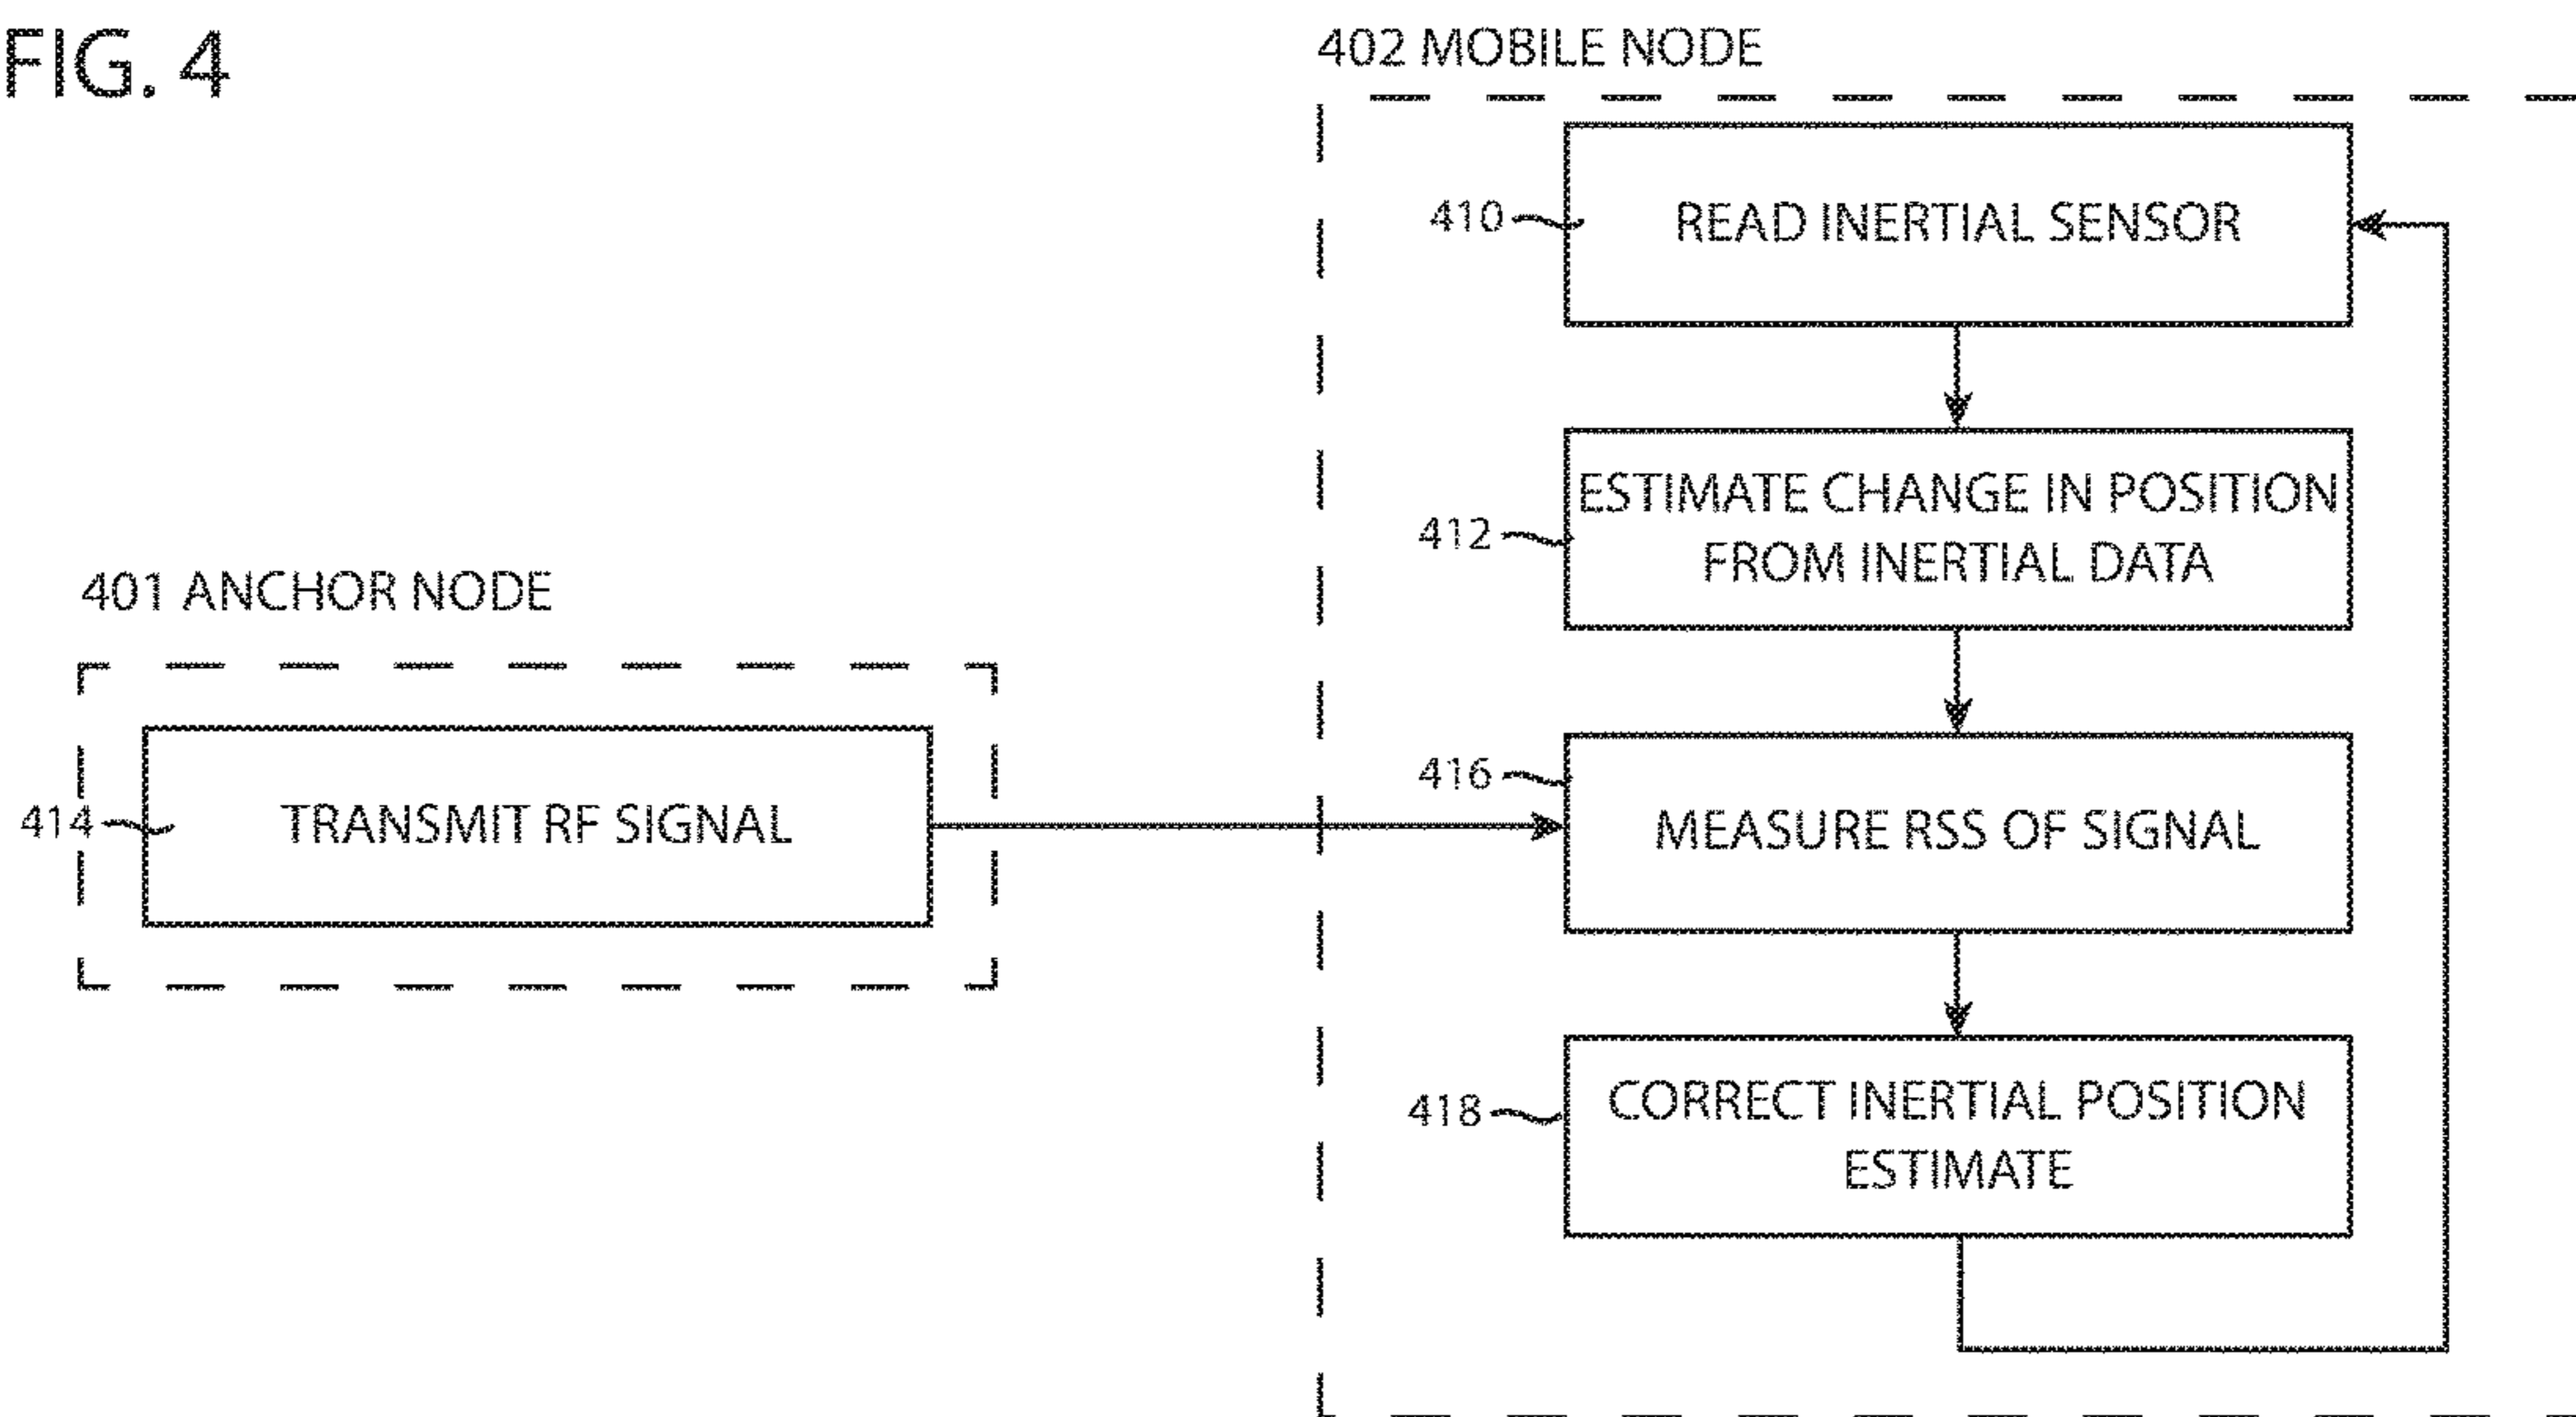 FIG. 4
402 MOBILE NODE
410
READ INERTIAL SENSOR
412
ESTIMATE CHANGE IN POSITION
FROM INERTIAL DATA
401 ANCHOR NODE
414
TRANSMIT RF SIGNAL
416
MEASURE RSS OF SIGNAL
418
CORRECT INERTIAL POSITION
ESTIMATE